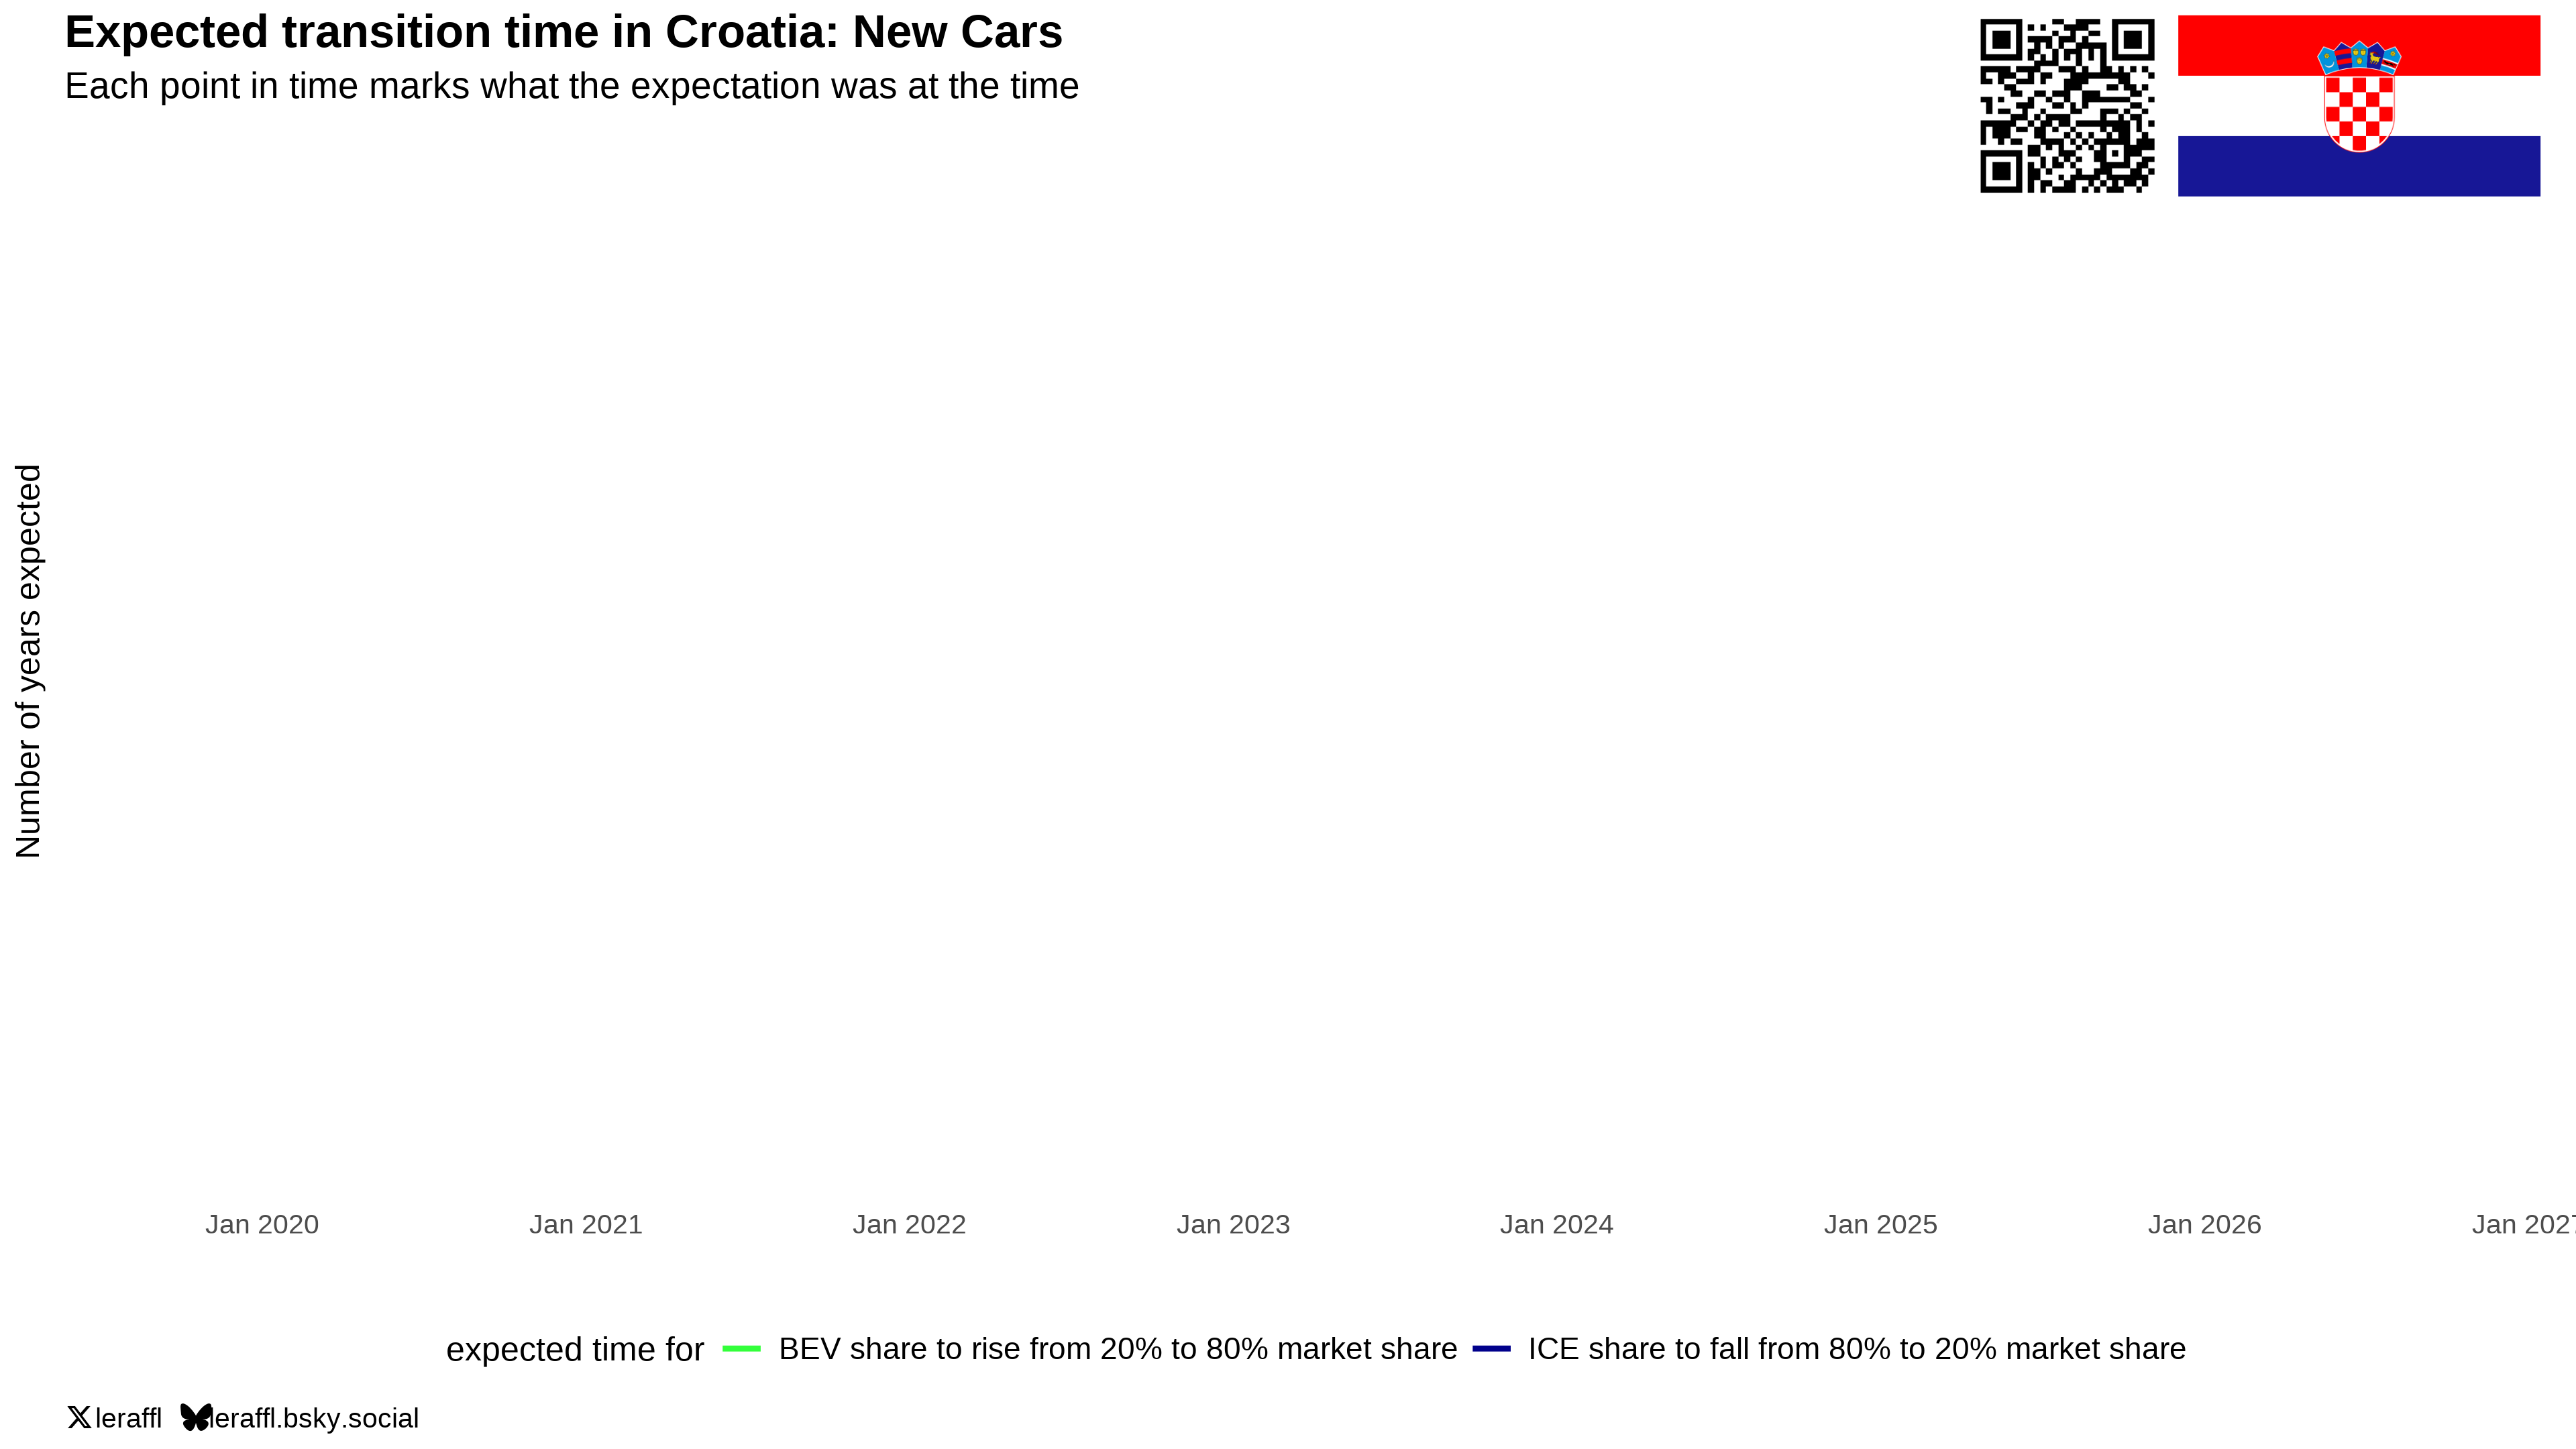 Expected transition time in Croatia: New Cars
Each point in time marks what the expectation was at the time
Number of years expected
Jan 2020 Jan 2021 Jan 2022 Jan 2023 Jan 2024 Jan 2025 Jan 2026 Jan 2027
expected time for BEV share to rise from 20% to 80% market share ICE share to fall from 80% to 20% market share
leraffl leraffl.bsky.social